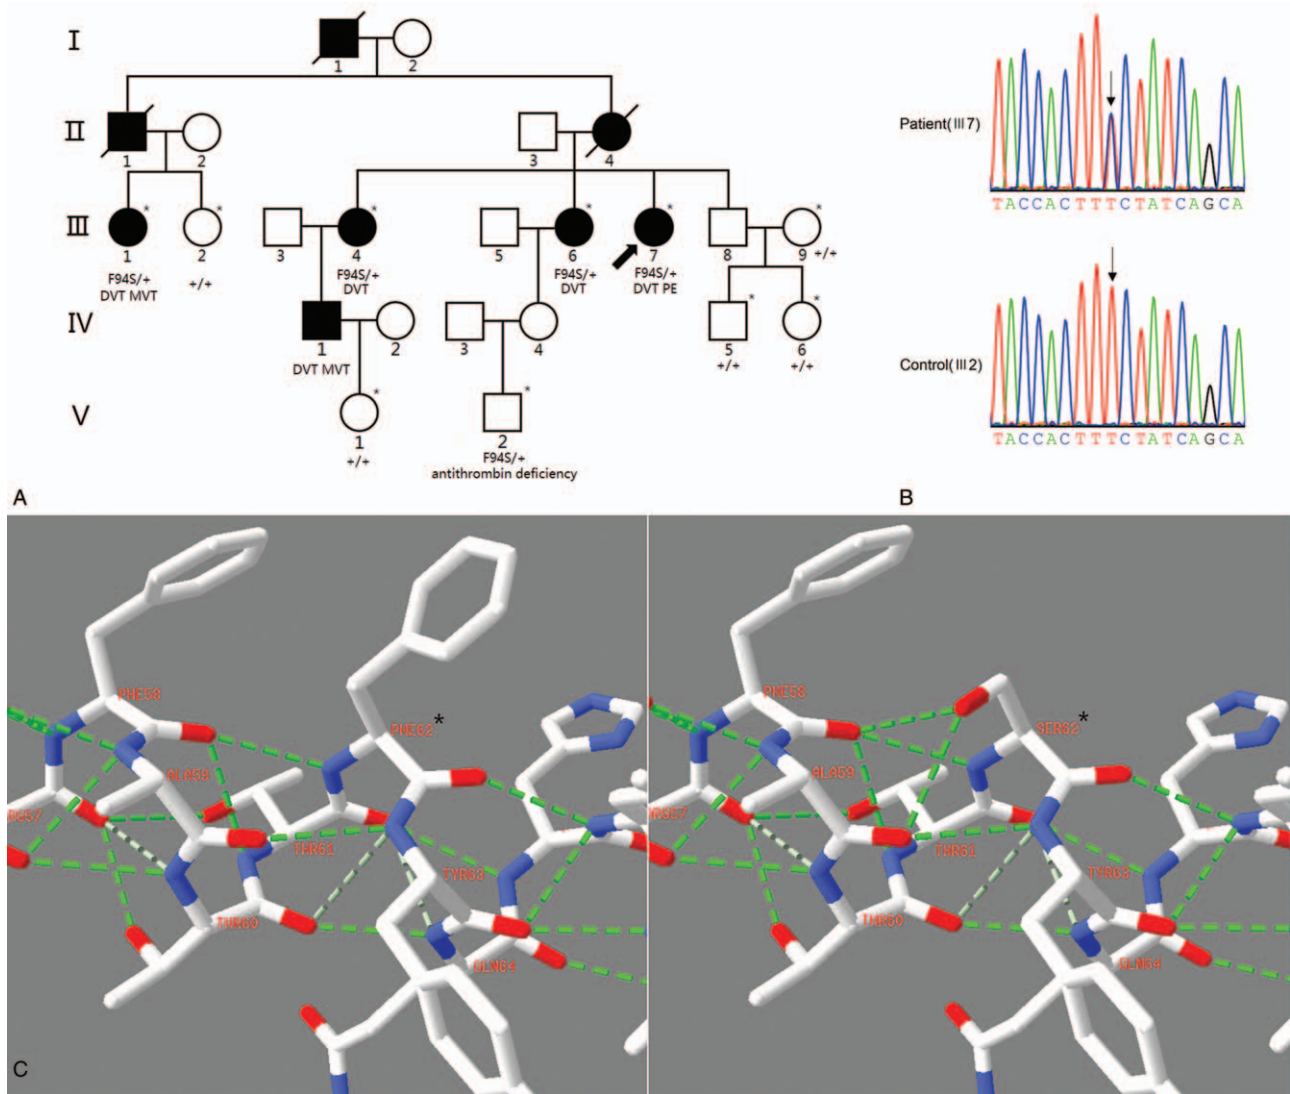 I
1 2
II
1 2 3 4
* * * * * *
III
1 2 3 4 5 6 7 8 9 +/+
F94S/+ +/+ F94S/+ F94S/+ F94S/+
DVT MVT DVT DVT DVT PE
* *
IV
1 2 3 4 5 6
DVT MVT +/+ +/+
* *
V
1 2
+/+ F94S/+
antithrombin deficiency
A
Patient(Ⅲ7)
TACCACTTTCTATCAGCA
Control(Ⅲ2)
TACCACTTTCTATCAGCA
B
PHE58
PHE62*
ALA59
THR61
TYR63
THR60
GLN64
C
PHE58
SER62*
ALA59
THR61
TYR63
THR60
GLN64